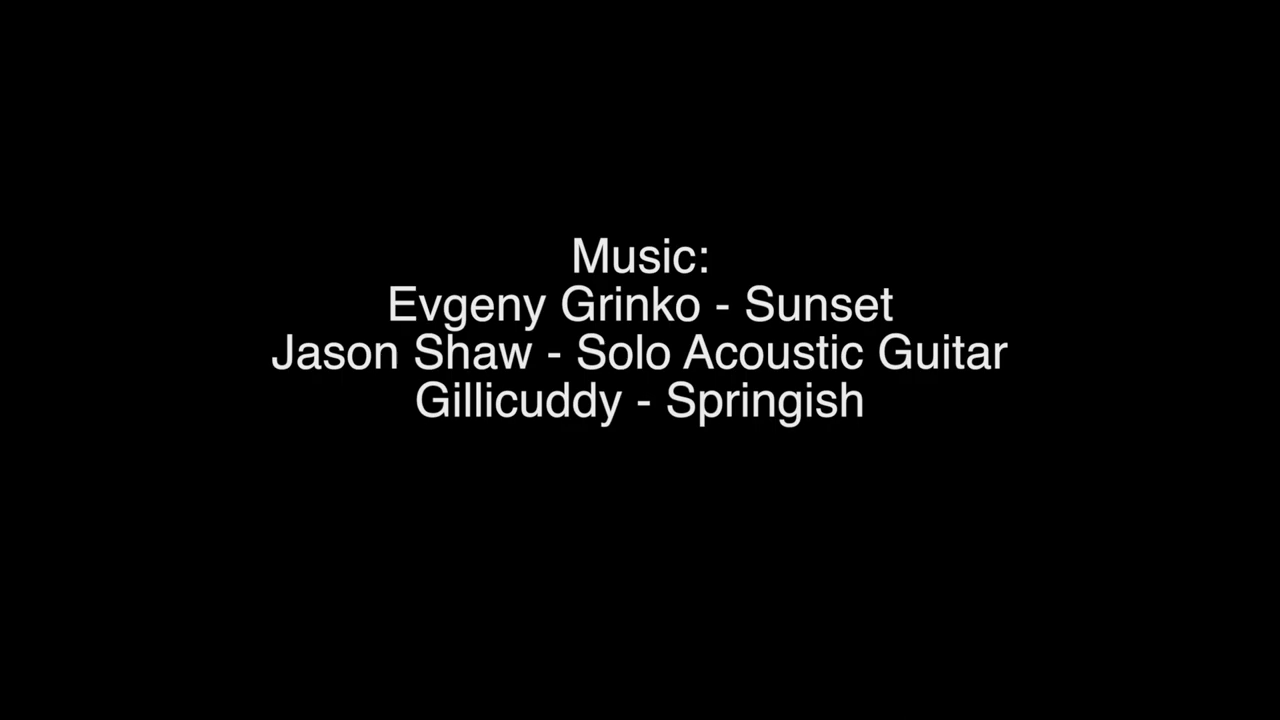 Music:
Evgeny Grinko - Sunset
Jason Shaw - Solo Acoustic Guitar
Gillicuddy - Springish